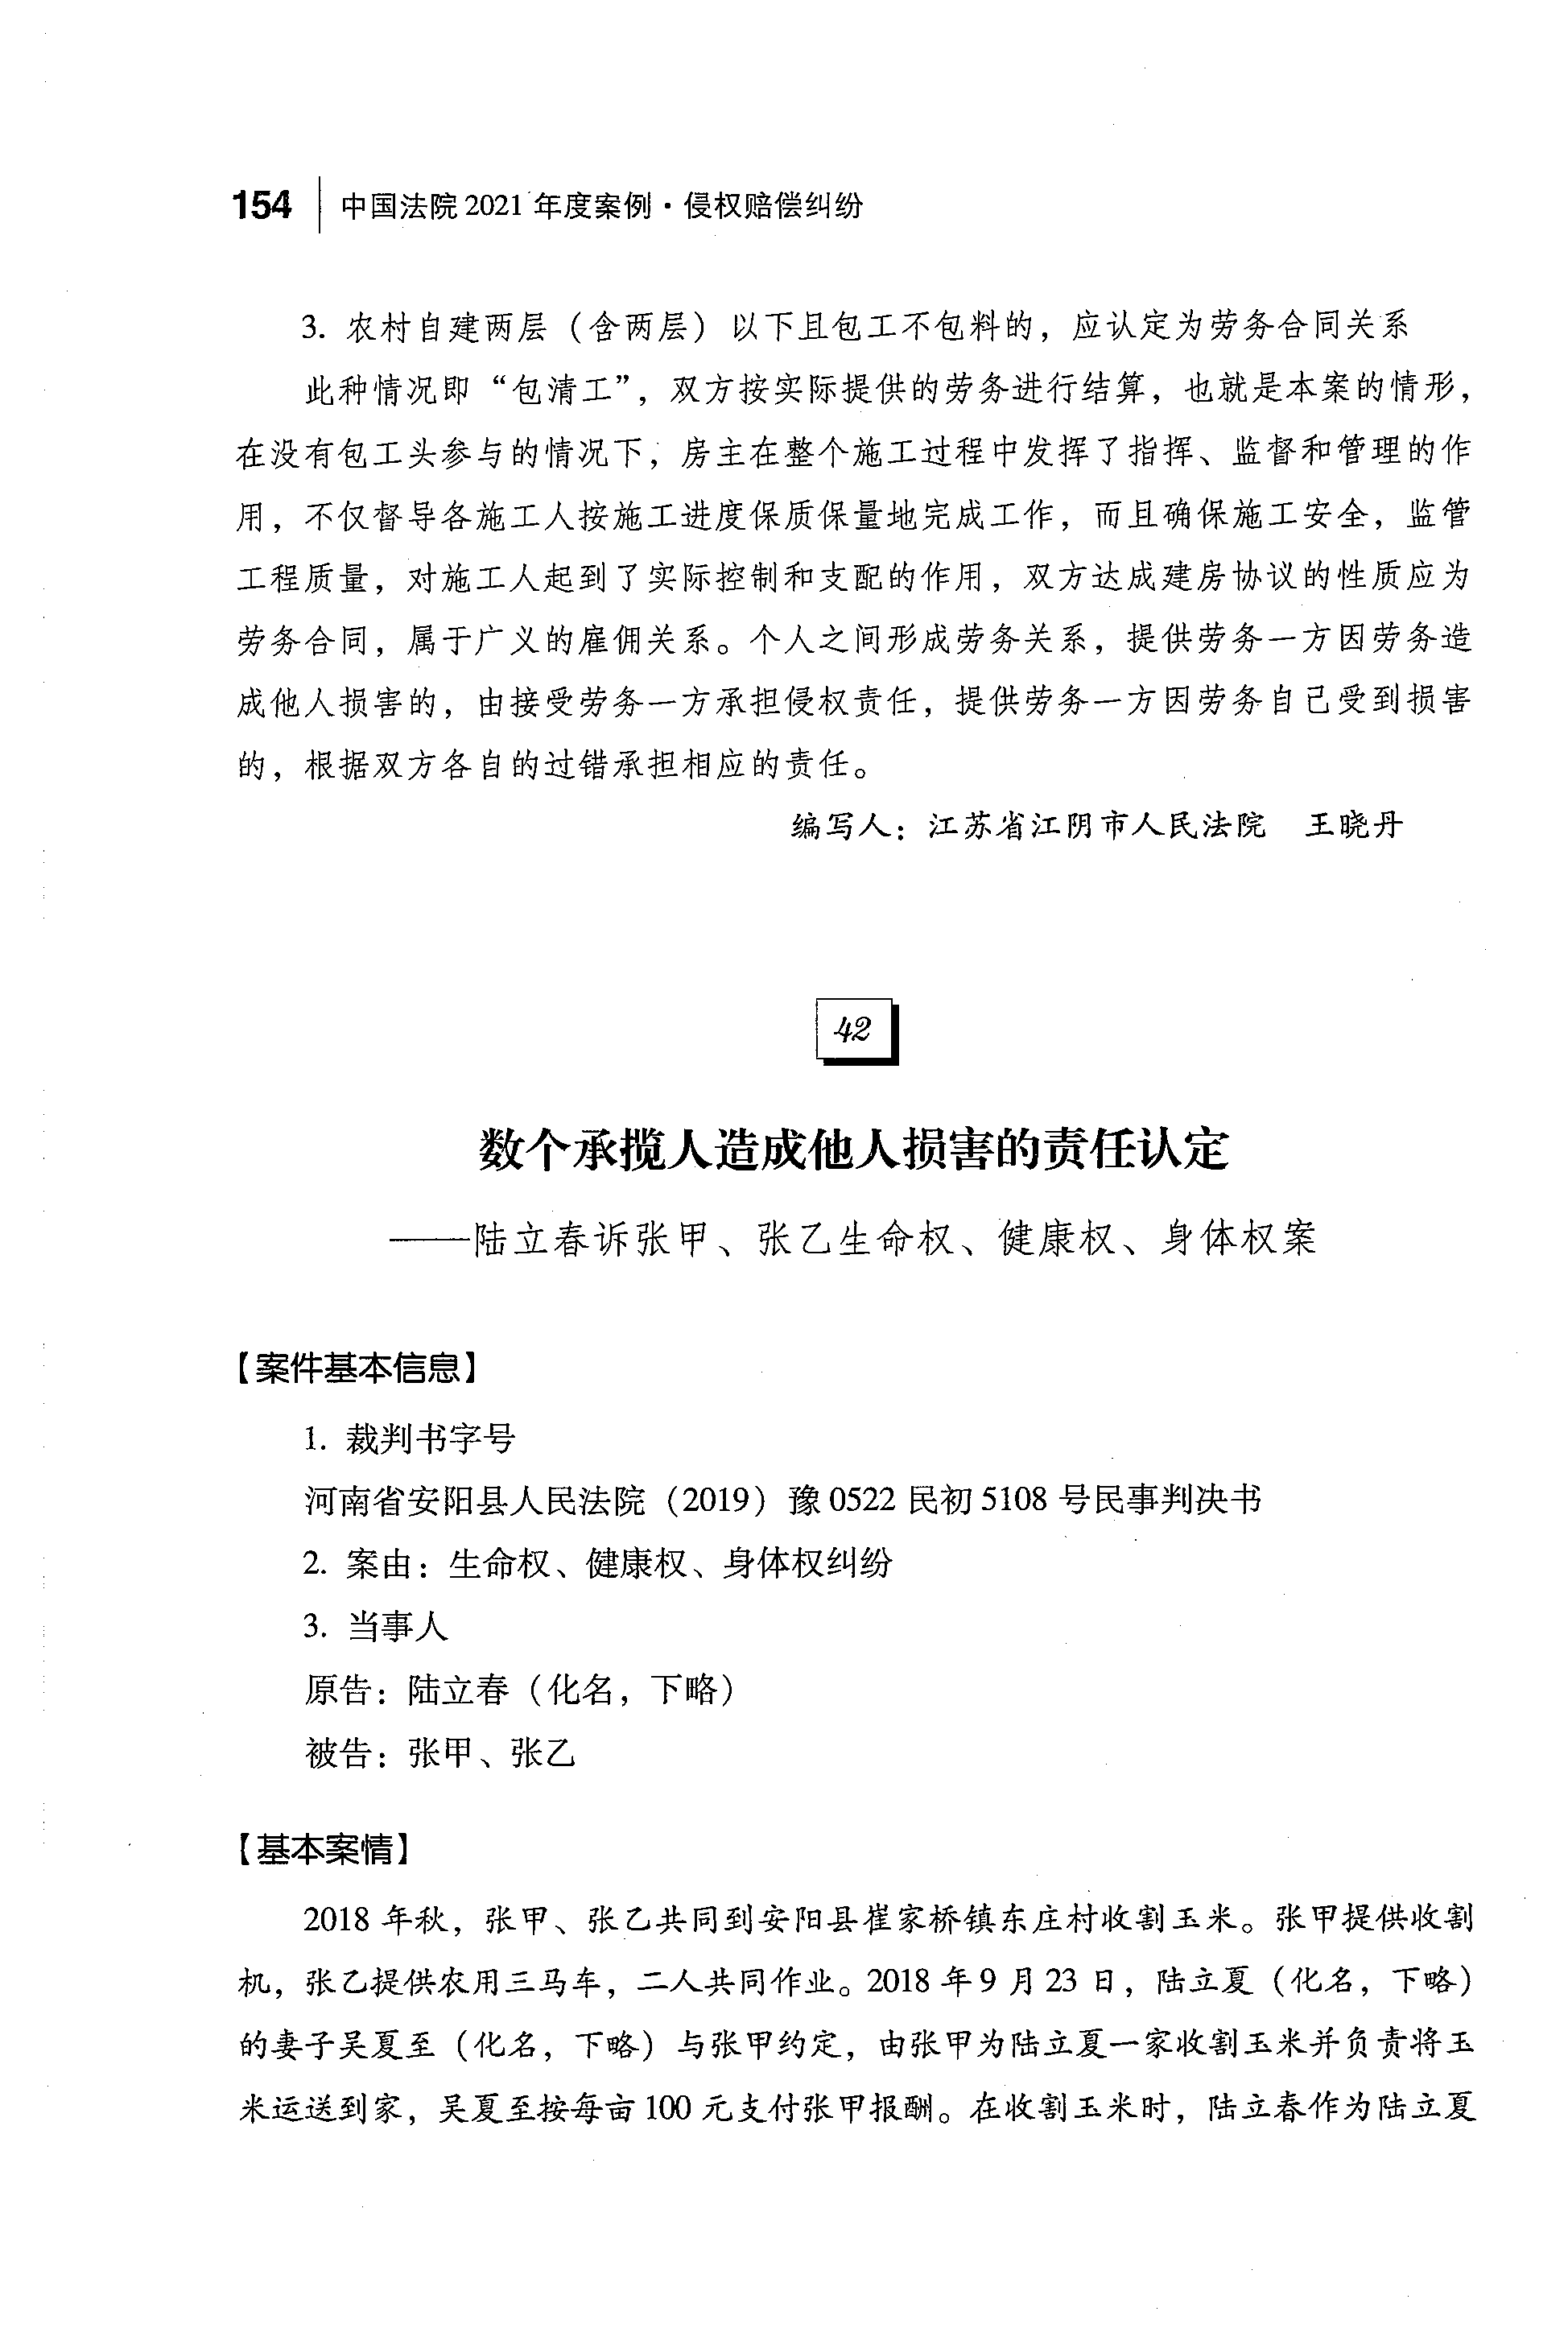 154 中国法院2021年度案例·侵权赔偿纠纷
3. 农村自建两层（含两层）以下且包工不包料的，应认定为劳务合同关系
此种情况即“包清工”，双方按实际提供的劳务进行结算，也就是本案的情形，
在没有包工头参与的情况下，房主在整个施工过程中发挥了指挥、监督和管理的作
用，不仅督导各施工人按施工进度保质保量地完成工作，而且确保施工安全，监管
工程质量，对施工人起到了实际控制和支配的作用，双方达成建房协议的性质应为
劳务合同，属于广义的雇佣关系。个人之间形成劳务关系，提供劳务一方因劳务造
成他人损害的，由接受劳务一方承担侵权责任，提供劳务一方因劳务自己受到损害
的，根据双方各自的过错承担相应的责任。
编写人：江苏省江阴市人民法院 王晓丹
42
数个承揽人造成他人损害的责任认定
——陆立春诉张甲、张乙生命权、健康权、身体权案
【案件基本信息】
1. 裁判书字号
河南省安阳县人民法院（2019）豫0522民初5108号民事判决书
2. 案由：生命权、健康权、身体权纠纷
3. 当事人
原告：陆立春（化名，下略）
被告：张甲、张乙
【基本案情】
2018年秋，张甲、张乙共同到安阳县崔家桥镇东庄村收割玉米。张甲提供收割
机，张乙提供农用三马车，二人共同作业。2018年9月23日，陆立夏（化名，下略）
的妻子吴夏至（化名，下略）与张甲约定，由张甲为陆立夏一家收割玉米并负责将玉
米运送到家，吴夏至按每亩100元支付张甲报酬。在收割玉米时，陆立春作为陆立夏